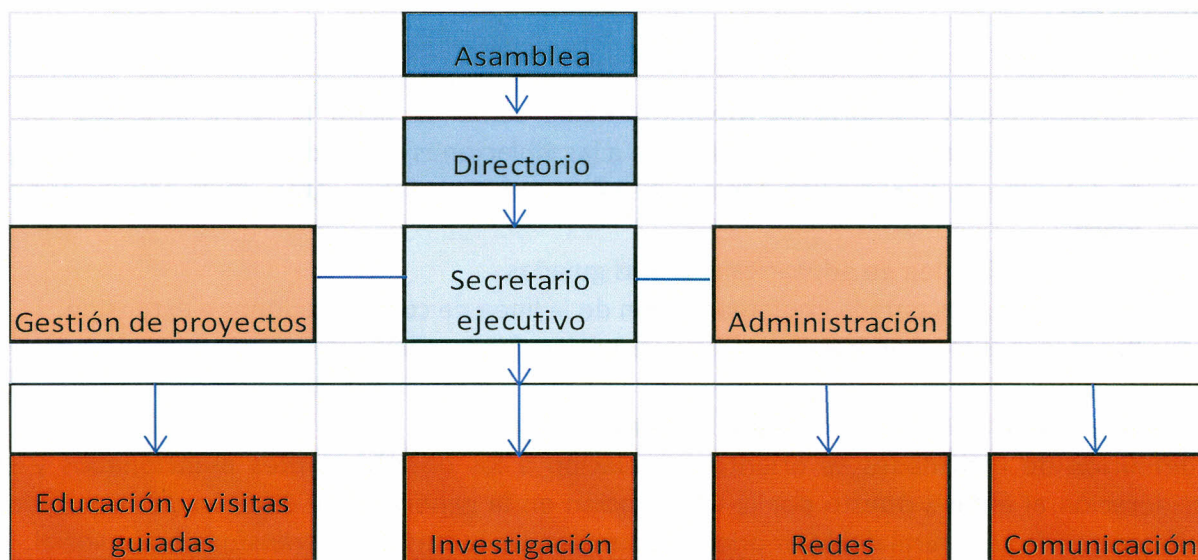 Asamblea
Directorio
Gestión de proyectos
Secretario
ejecutivo
Administración
Educación y visitas
guiadas
Investigación
Redes
Comunicación